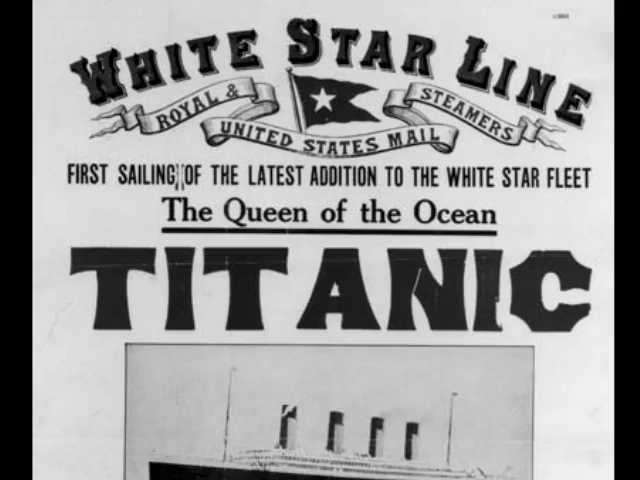 WHITE STAR LINE
ROYAL & UNITED STATES MAIL STEAMERS
FIRST SAILING OF THE LATEST ADDITION TO THE WHITE STAR FLEET
The Queen of the Ocean
TITANIC